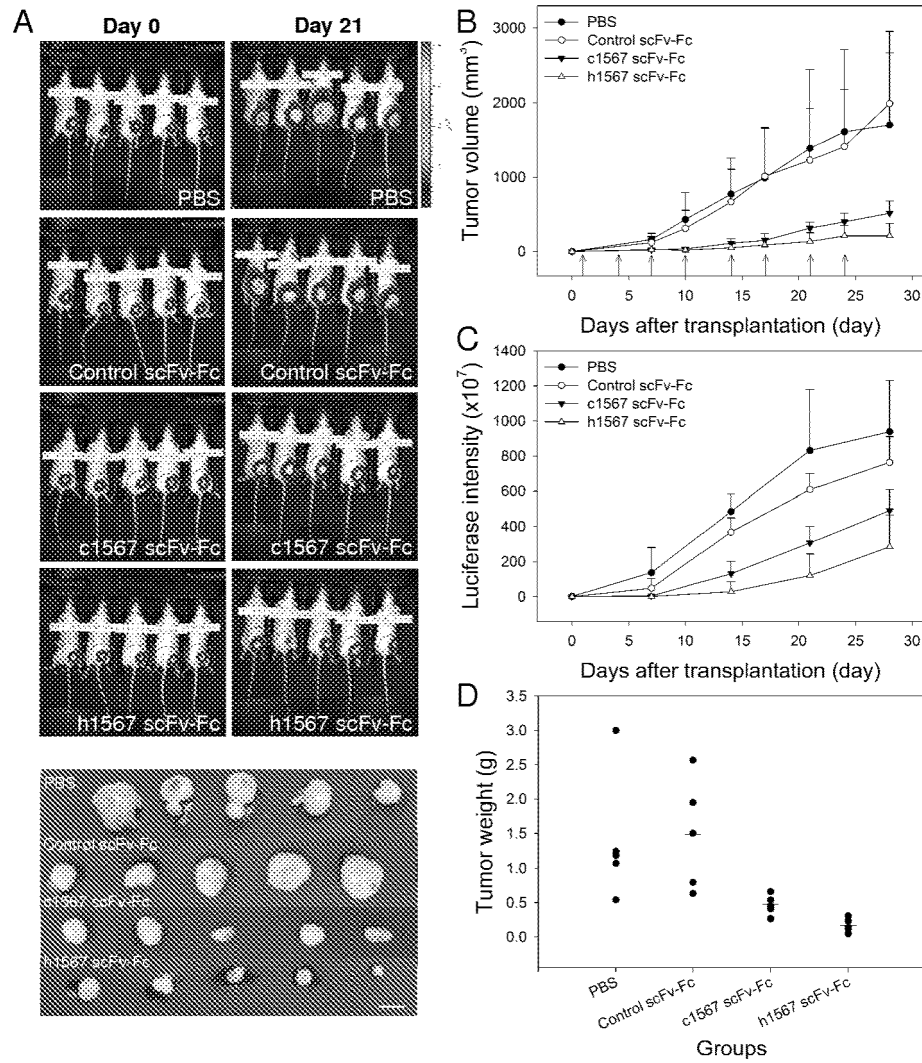 A
Day 0
Day 21
PBS
PBS
Control scFv-Fc
Control scFv-Fc
c1567 scFv-Fc
c1567 scFv-Fc
h1567 scFv-Fc
h1567 scFv-Fc
PBS
Control scFv-Fc
c1567 scFv-Fc
h1567 scFv-Fc
B
PBS
Control scFv-Fc
c1567 scFv-Fc
h1567 scFv-Fc
Tumor volume (mm³)
3000
2000
1000
0
0 5 10 15 20 25 30
Days after transplantation (day)
C
PBS
Control scFv-Fc
c1567 scFv-Fc
h1567 scFv-Fc
Luciferase intensity (x10⁷)
1400
1200
1000
800
600
400
200
0
0 5 10 15 20 25 30
Days after transplantation (day)
D
Tumor weight (g)
3.5
3.0
2.5
2.0
1.5
1.0
0.5
0.0
PBS
Control scFv-Fc
c1567 scFv-Fc
h1567 scFv-Fc
Groups